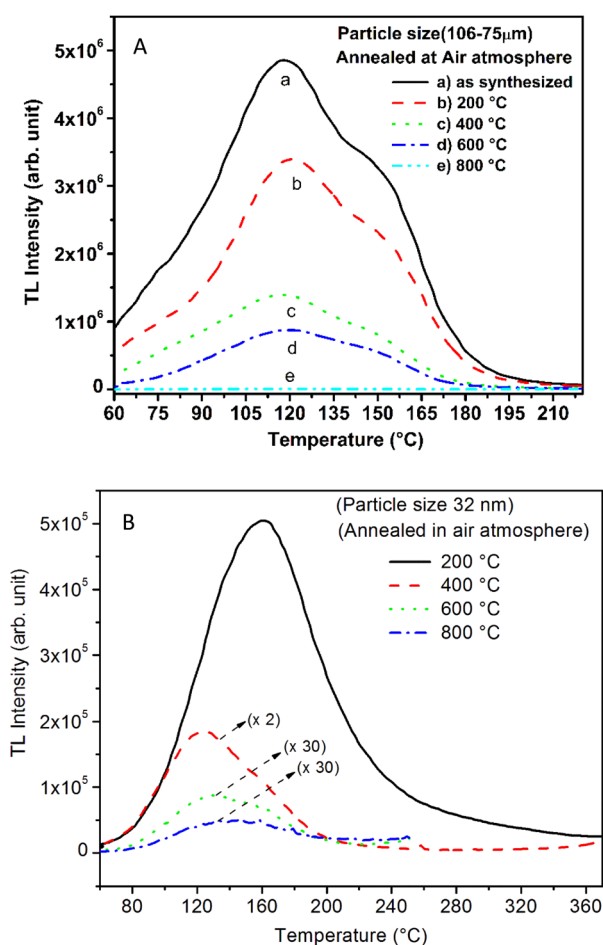 A
Particle size(106-75μm)
Annealed at Air atmosphere
a) as synthesized
b) 200 °C
c) 400 °C
d) 600 °C
e) 800 °C
a
b
c
d
e
TL Intensity (arb. unit)
5x10⁶
4x10⁶
3x10⁶
2x10⁶
1x10⁶
0
60 75 90 105 120 135 150 165 180 195 210
Temperature (°C)
B
(Particle size 32 nm)
(Annealed in air atmosphere)
200 °C
400 °C
600 °C
800 °C
(x 2)
(x 30)
(x 30)
TL Intensity (arb. unit)
5x10⁵
4x10⁵
3x10⁵
2x10⁵
1x10⁵
0
80 120 160 200 240 280 320 360
Temperature (°C)